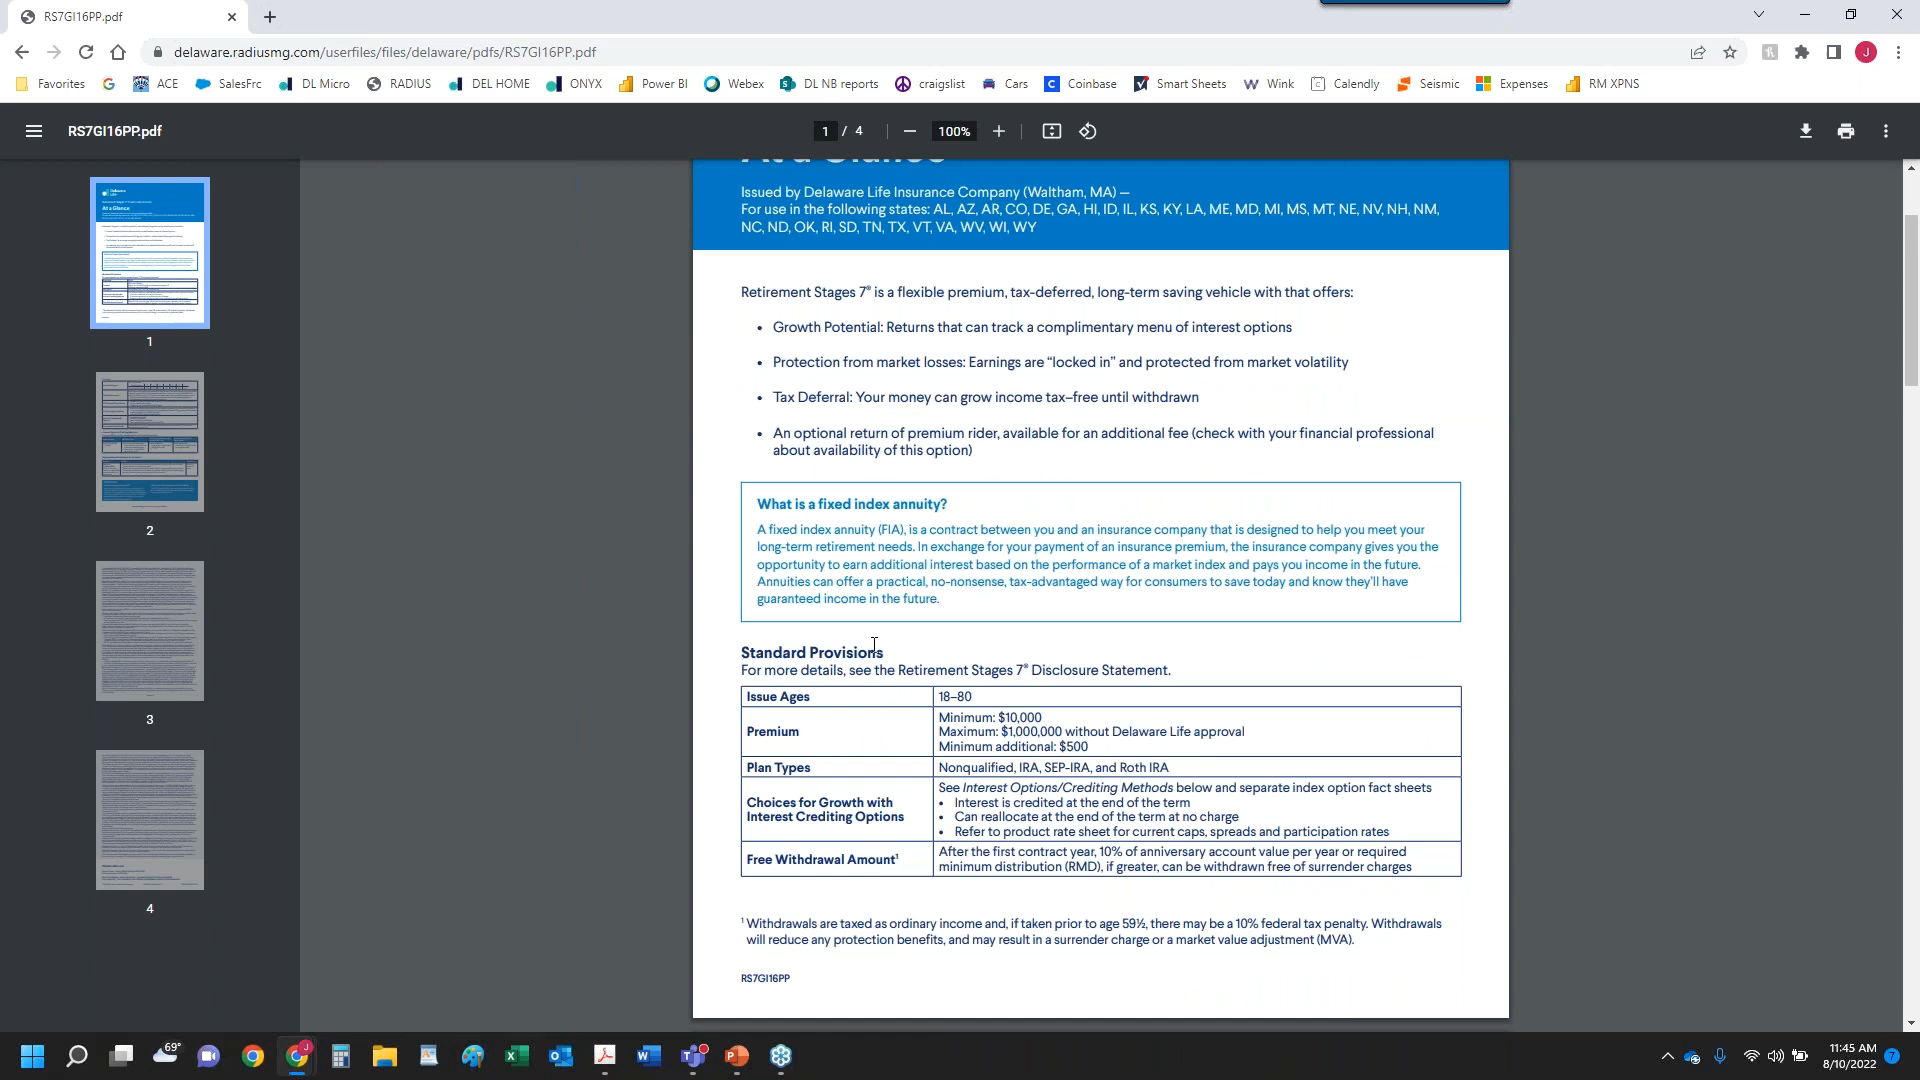 RS7GI16PP.pdf
delaware.radiusmg.com/userfiles/files/delaware/pdfs/RS7GI16PP.pdf
J
Favorites ACE SalesFrc DL Micro RADIUS DEL HOME ONYX Power BI Webex DL NB reports craigslist Cars Coinbase Smart Sheets Wink Calendly Seismic Expenses RM XPNS
RS7GI16PP.pdf
1 / 4
100%
1
2
3
4
At a Glance
Issued by Delaware Life Insurance Company (Waltham, MA) —
For use in the following states: AL, AZ, AR, CO, DE, GA, HI, ID, IL, KS, KY, LA, ME, MD, MI, MS, MT, NE, NV, NH, NM,
NC, ND, OK, RI, SD, TN, TX, VT, VA, WV, WI, WY
Retirement Stages 7® is a flexible premium, tax-deferred, long-term saving vehicle with that offers:
• Growth Potential: Returns that can track a complimentary menu of interest options
• Protection from market losses: Earnings are “locked in” and protected from market volatility
• Tax Deferral: Your money can grow income tax–free until withdrawn
• An optional return of premium rider, available for an additional fee (check with your financial professional
about availability of this option)
What is a fixed index annuity?
A fixed index annuity (FIA), is a contract between you and an insurance company that is designed to help you meet your
long-term retirement needs. In exchange for your payment of an insurance premium, the insurance company gives you the
opportunity to earn additional interest based on the performance of a market index and pays you income in the future.
Annuities can offer a practical, no-nonsense, tax-advantaged way for consumers to save today and know they’ll have
guaranteed income in the future.
Standard Provisions
For more details, see the Retirement Stages 7® Disclosure Statement.
Issue Ages 18–80
Premium
Minimum: $10,000
Maximum: $1,000,000 without Delaware Life approval
Minimum additional: $500
Plan Types Nonqualified, IRA, SEP-IRA, and Roth IRA
Choices for Growth with
Interest Crediting Options
See Interest Options/Crediting Methods below and separate index option fact sheets
• Interest is credited at the end of the term
• Can reallocate at the end of the term at no charge
• Refer to product rate sheet for current caps, spreads and participation rates
Free Withdrawal Amount¹
After the first contract year, 10% of anniversary account value per year or required
minimum distribution (RMD), if greater, can be withdrawn free of surrender charges
¹ Withdrawals are taxed as ordinary income and, if taken prior to age 59½, there may be a 10% federal tax penalty. Withdrawals
will reduce any protection benefits, and may result in a surrender charge or a market value adjustment (MVA).
RS7GI16PP
69°
11:45 AM
8/10/2022
7